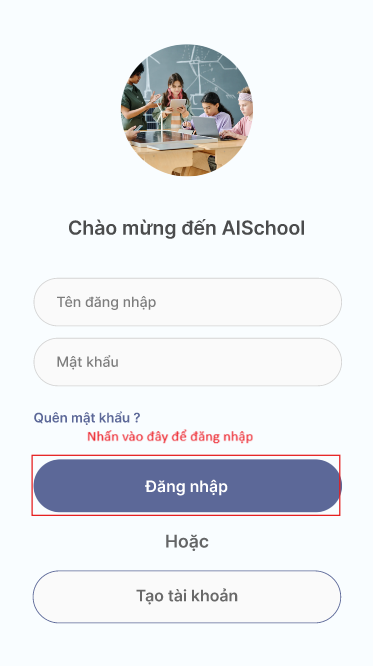 Chào mừng đến AISchool
Tên đăng nhập
Mật khẩu
Quên mật khẩu ?
Nhấn vào đây để đăng nhập
Đăng nhập
Hoặc
Tạo tài khoản